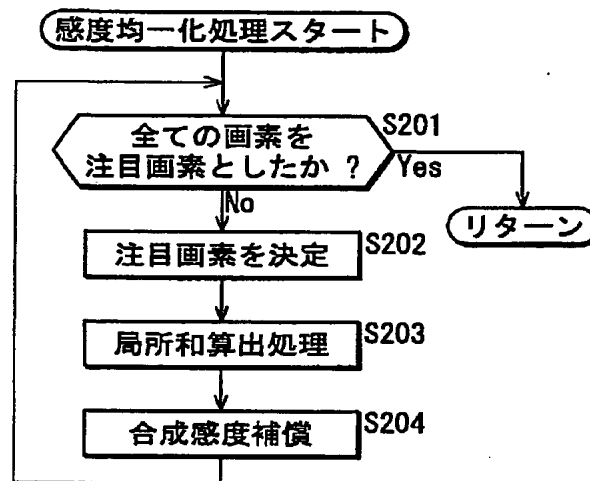 感度均一化処理スタート
全ての画素を
注目画素としたか ?
S201
Yes
No
リターン
注目画素を決定
S202
局所和算出処理
S203
合成感度補償
S204